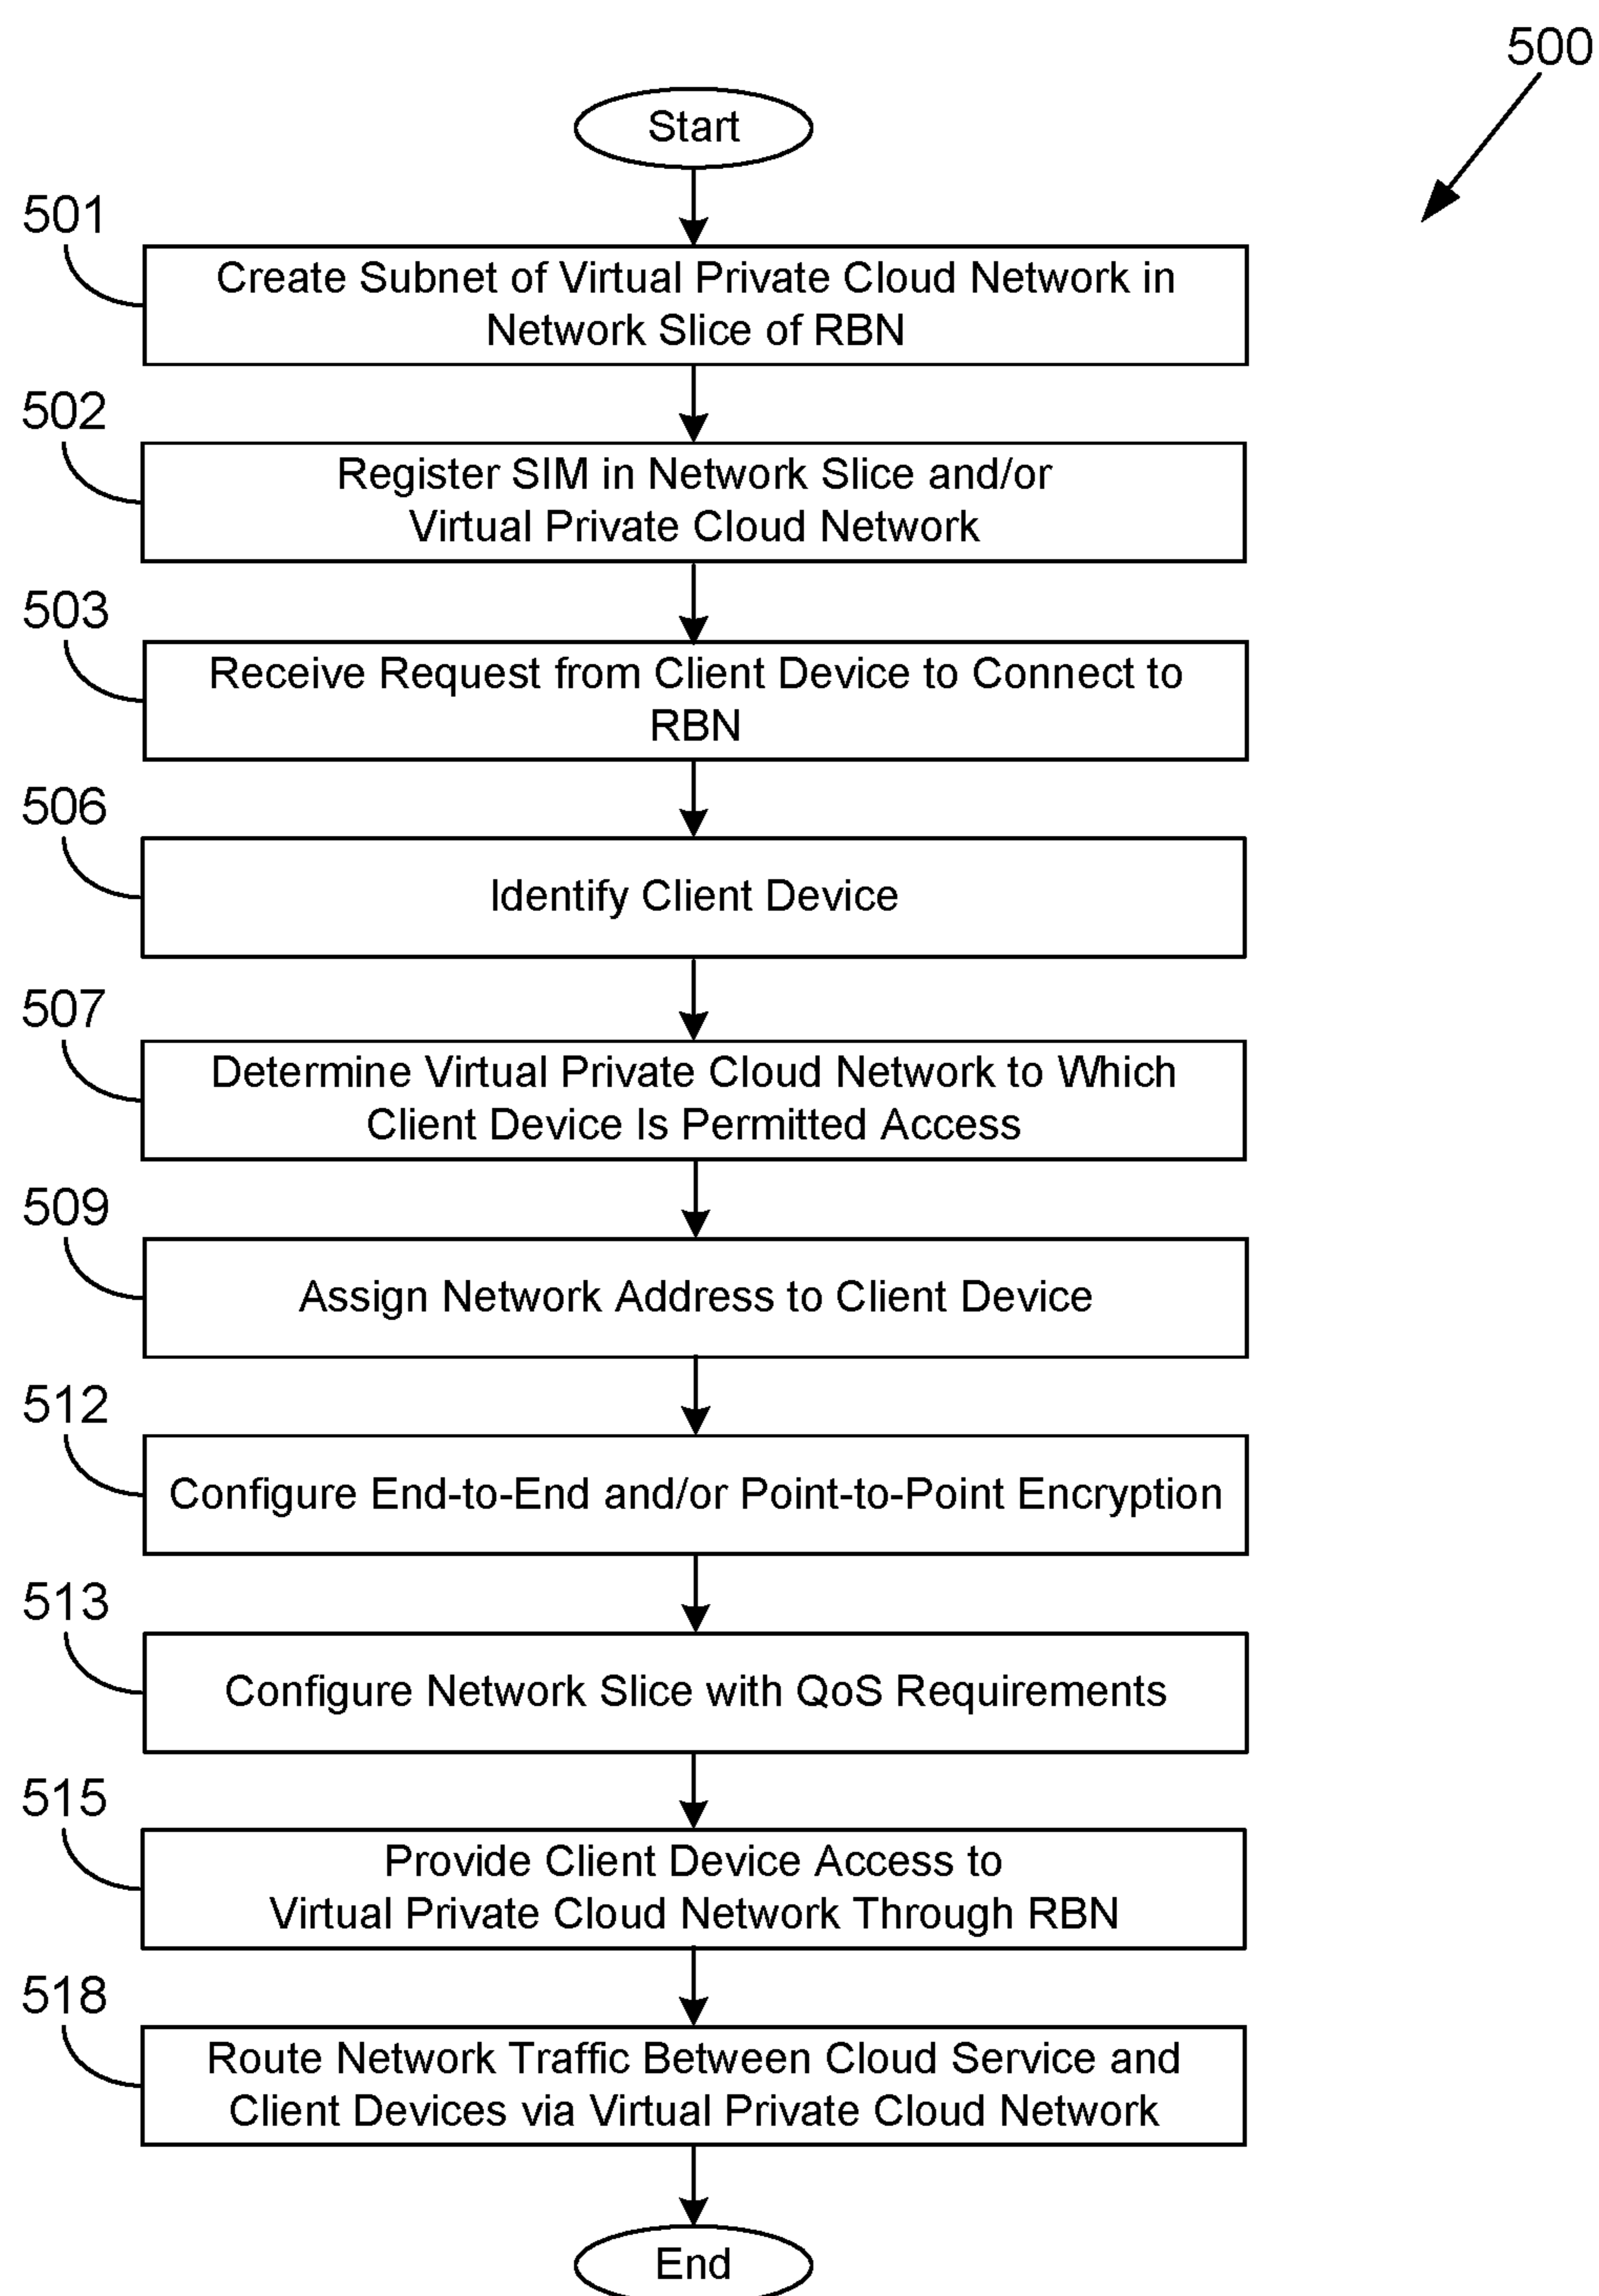 500
Start
501
Create Subnet of Virtual Private Cloud Network in
Network Slice of RBN
502
Register SIM in Network Slice and/or
Virtual Private Cloud Network
503
Receive Request from Client Device to Connect to
RBN
506
Identify Client Device
507
Determine Virtual Private Cloud Network to Which
Client Device Is Permitted Access
509
Assign Network Address to Client Device
512
Configure End-to-End and/or Point-to-Point Encryption
513
Configure Network Slice with QoS Requirements
515
Provide Client Device Access to
Virtual Private Cloud Network Through RBN
518
Route Network Traffic Between Cloud Service and
Client Devices via Virtual Private Cloud Network
End